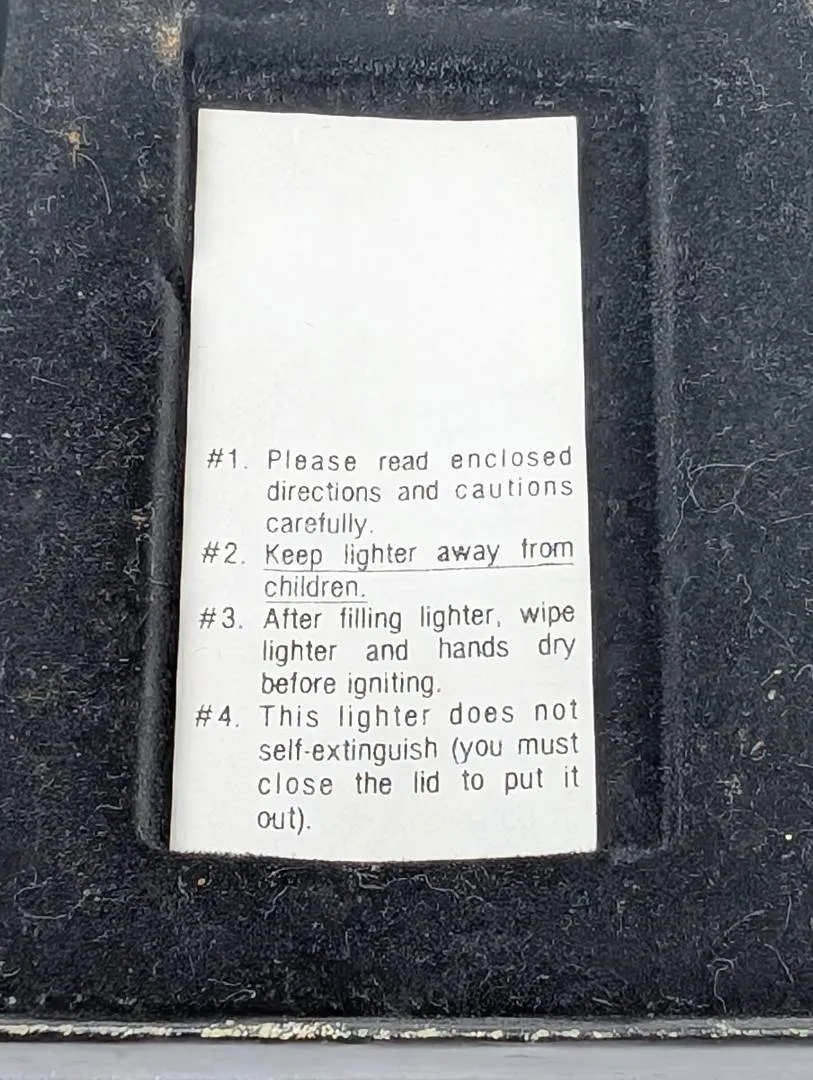 #1. Please read enclosed
directions and cautions
carefully.
#2. Keep lighter away from
children.
#3. After filling lighter, wipe
lighter and hands dry
before igniting.
#4. This lighter does not
self-extinguish (you must
close the lid to put it
out).